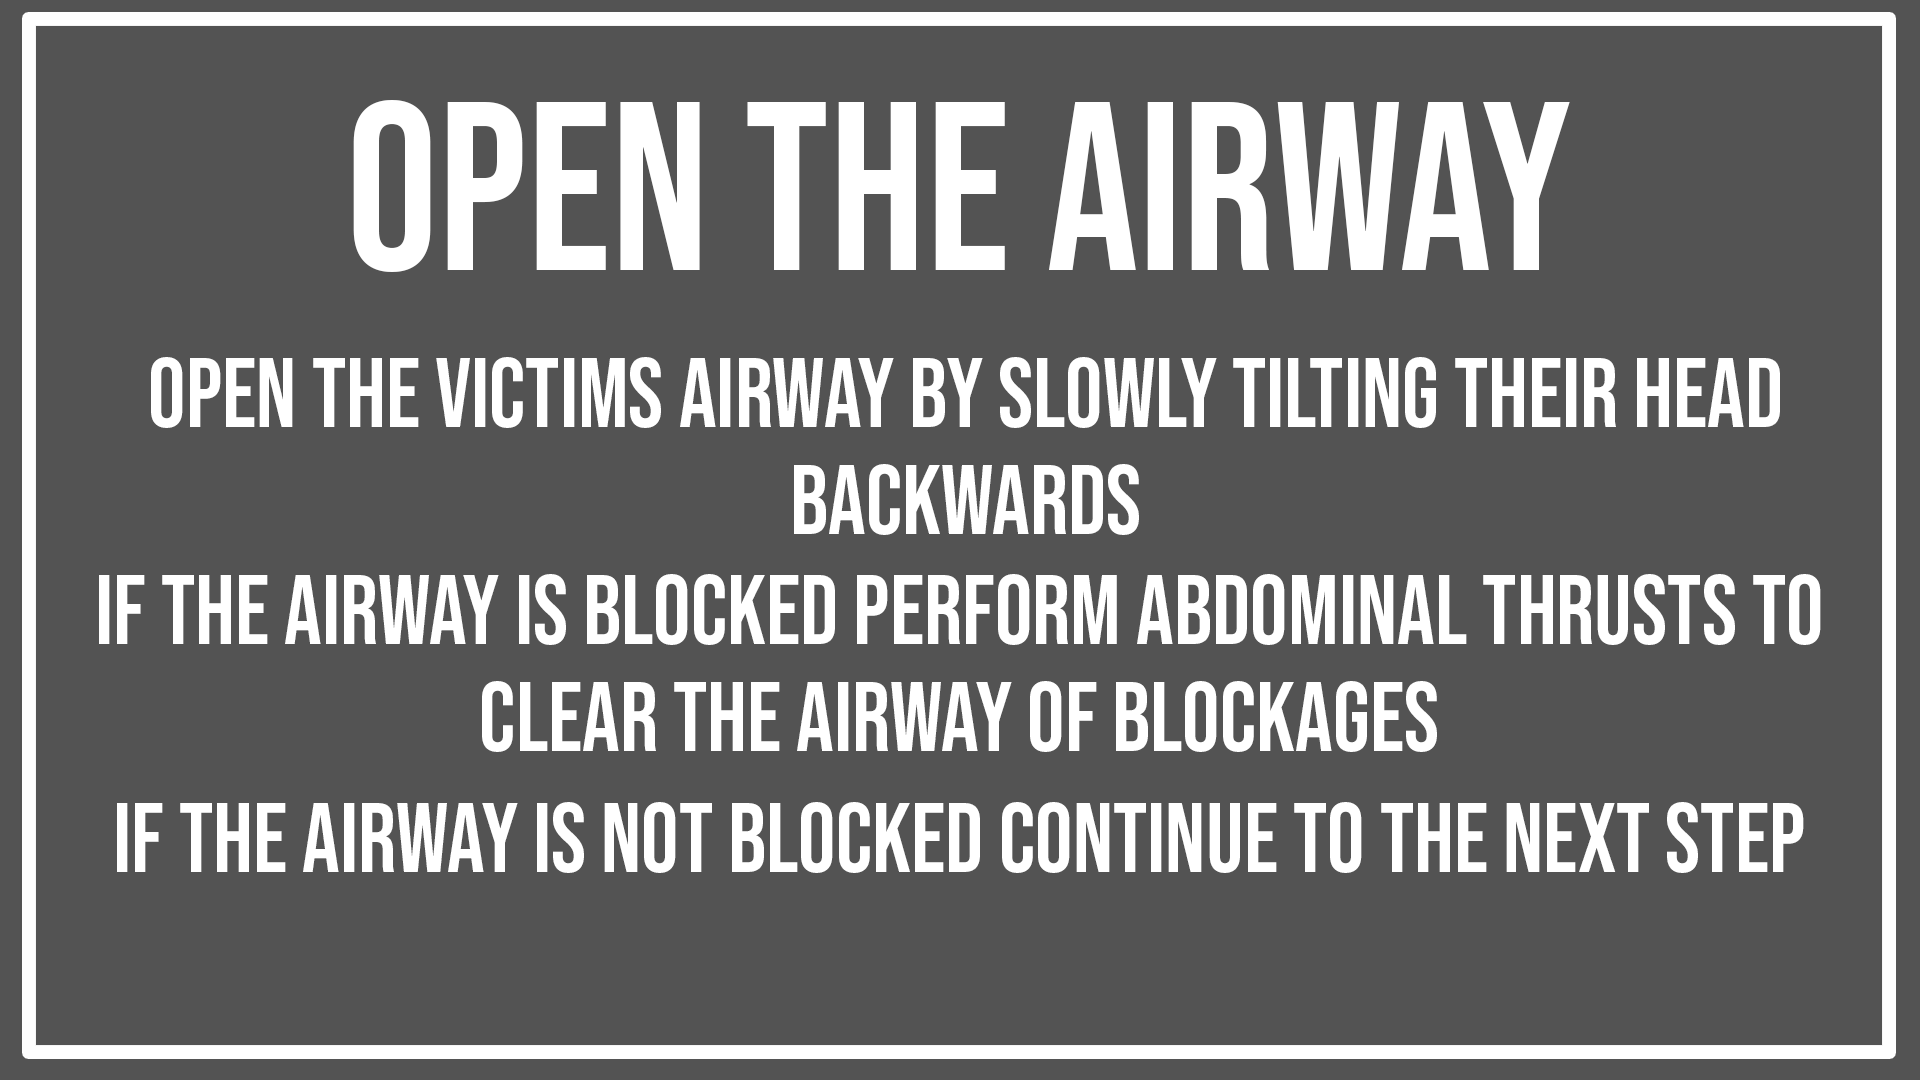 OPEN THE AIRWAY
OPEN THE VICTIMS AIRWAY BY SLOWLY TILTING THEIR HEAD
BACKWARDS
IF THE AIRWAY IS BLOCKED PERFORM ABDOMINAL THRUSTS TO
CLEAR THE AIRWAY OF BLOCKAGES
IF THE AIRWAY IS NOT BLOCKED CONTINUE TO THE NEXT STEP